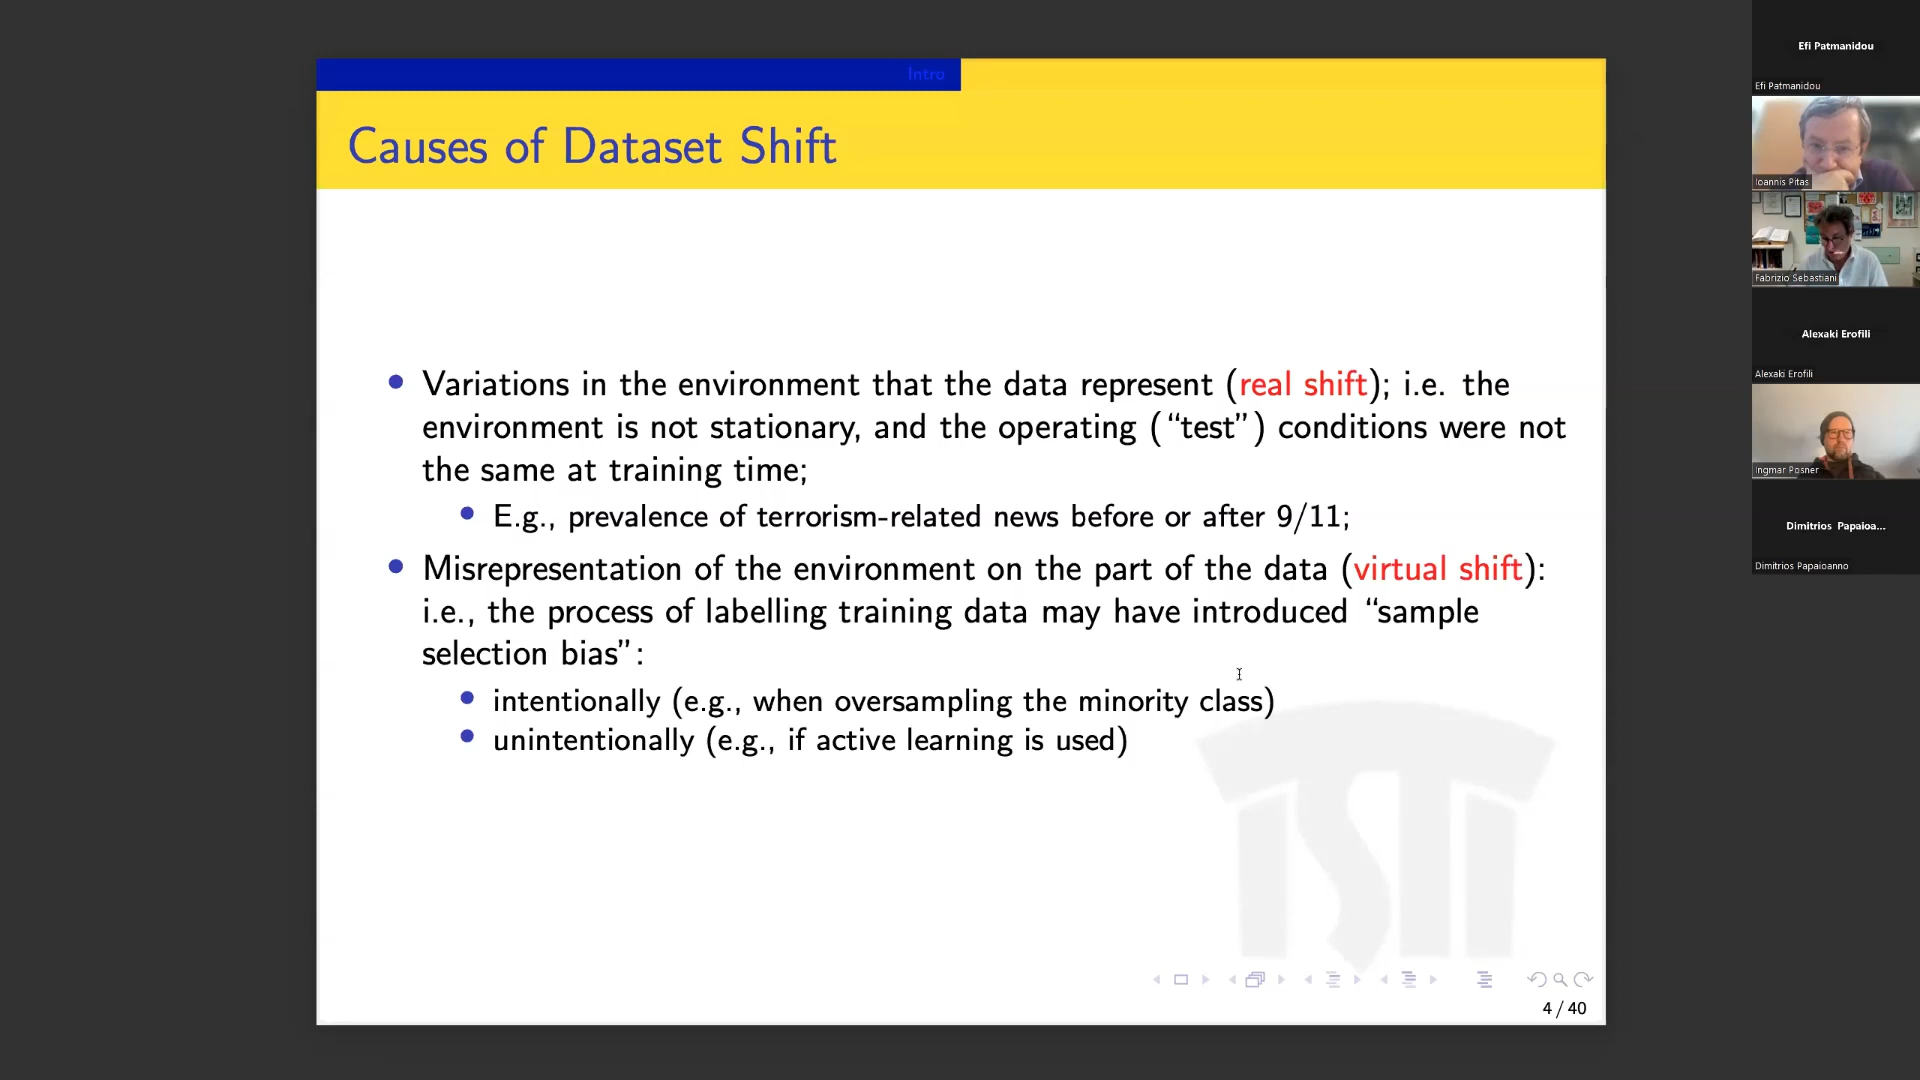 Intro
Causes of Dataset Shift
Variations in the environment that the data represent (real shift); i.e. the
environment is not stationary, and the operating (“test”) conditions were not
the same at training time;
E.g., prevalence of terrorism-related news before or after 9/11;
Misrepresentation of the environment on the part of the data (virtual shift):
i.e., the process of labelling training data may have introduced “sample
selection bias”:
intentionally (e.g., when oversampling the minority class)
unintentionally (e.g., if active learning is used)
ISTI
4 / 40
Efi Patmanidou
Efi Patmanidou
Ioannis Pitas
Fabrizio Sebastiani
Alexaki Erofili
Alexaki Erofili
Ingmar Posner
Dimitrios Papaioa...
Dimitrios Papaioanno